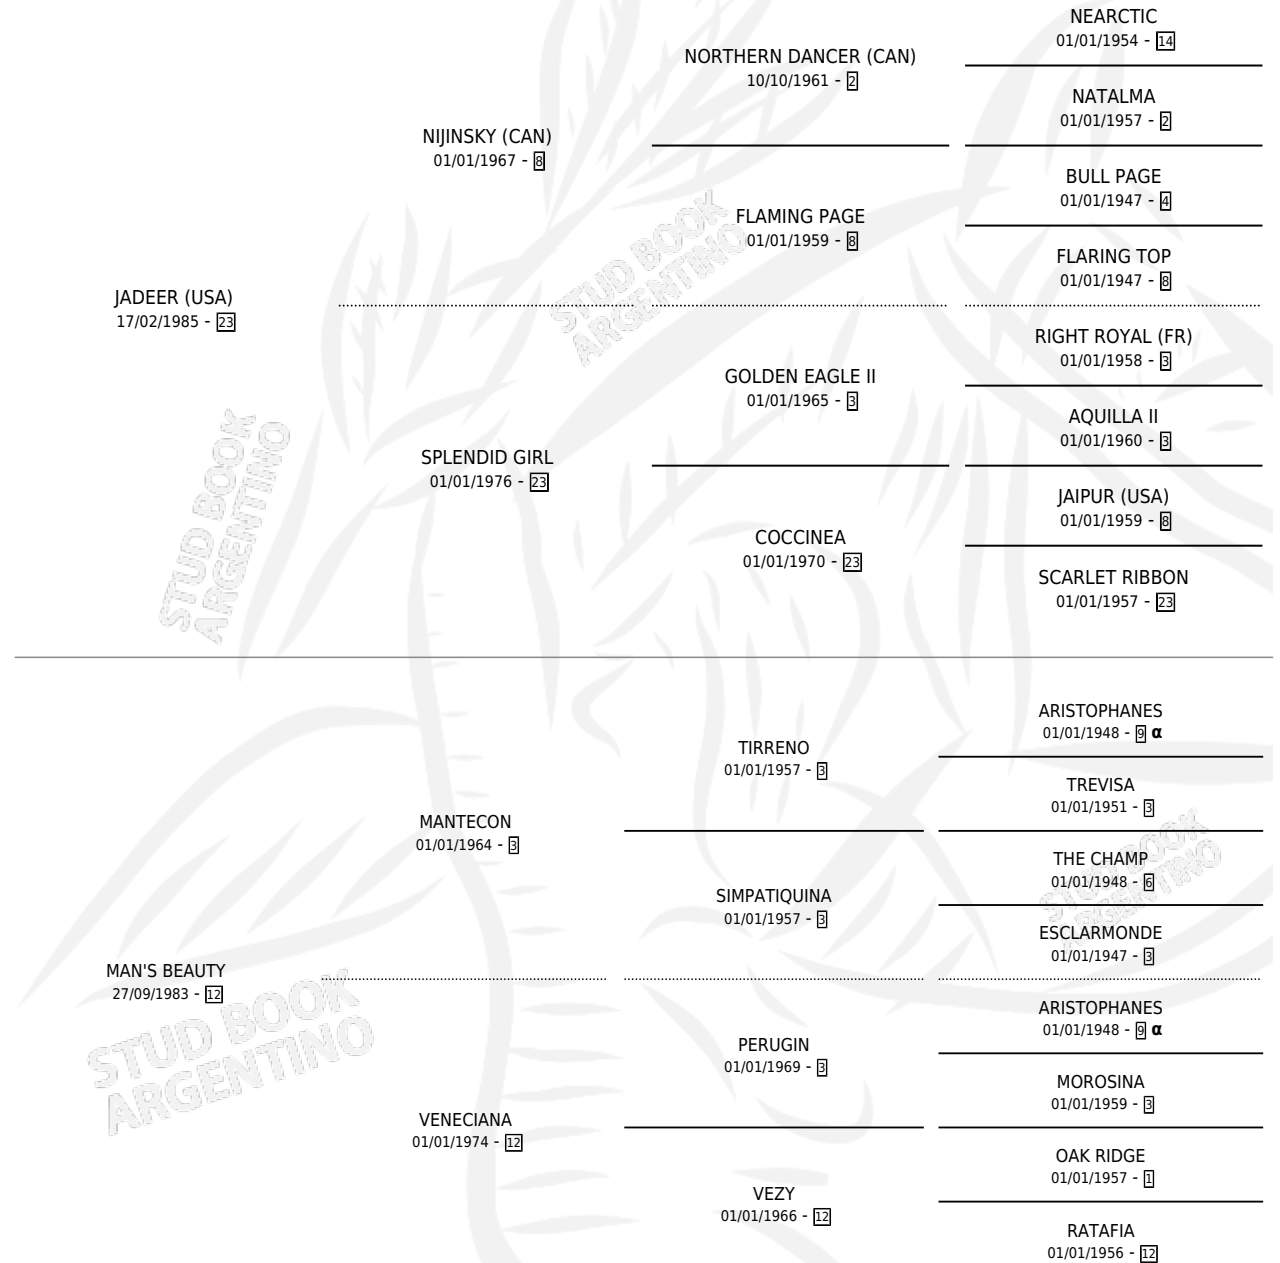 NEARCTIC
01/01/1954 - 14
NORTHERN DANCER (CAN)
10/10/1961 - 2
NATALMA
01/01/1957 - 2
NIJINSKY (CAN)
01/01/1967 - 8
BULL PAGE
01/01/1947 - 4
FLAMING PAGE
01/01/1959 - 8
FLARING TOP
01/01/1947 - 8
JADEER (USA)
17/02/1985 - 23
RIGHT ROYAL (FR)
01/01/1958 - 3
GOLDEN EAGLE II
01/01/1965 - 3
AQUILLA II
01/01/1960 - 3
SPLENDID GIRL
01/01/1976 - 23
JAIPUR (USA)
01/01/1959 - 8
COCCINEA
01/01/1970 - 23
SCARLET RIBBON
01/01/1957 - 23
STUD BOOK
ARGENTINO
STUD BOOK
ARGENTINO
ARISTOPHANES
01/01/1948 - 9 α
TIRRENO
01/01/1957 - 3
TREVISA
01/01/1951 - 3
MANTECON
01/01/1964 - 3
THE CHAMP
01/01/1948 - 6
SIMPATIQUINA
01/01/1957 - 3
ESCLARMONDE
01/01/1947 - 3
STUD BOOK
ARGENTINO
MAN'S BEAUTY
27/09/1983 - 12
ARISTOPHANES
01/01/1948 - 9 α
PERUGIN
01/01/1969 - 3
MOROSINA
01/01/1959 - 3
VENECIANA
01/01/1974 - 12
OAK RIDGE
01/01/1957 - 1
VEZY
01/01/1966 - 12
RATAFIA
01/01/1956 - 12
STUD BOOK
ARGENTINO